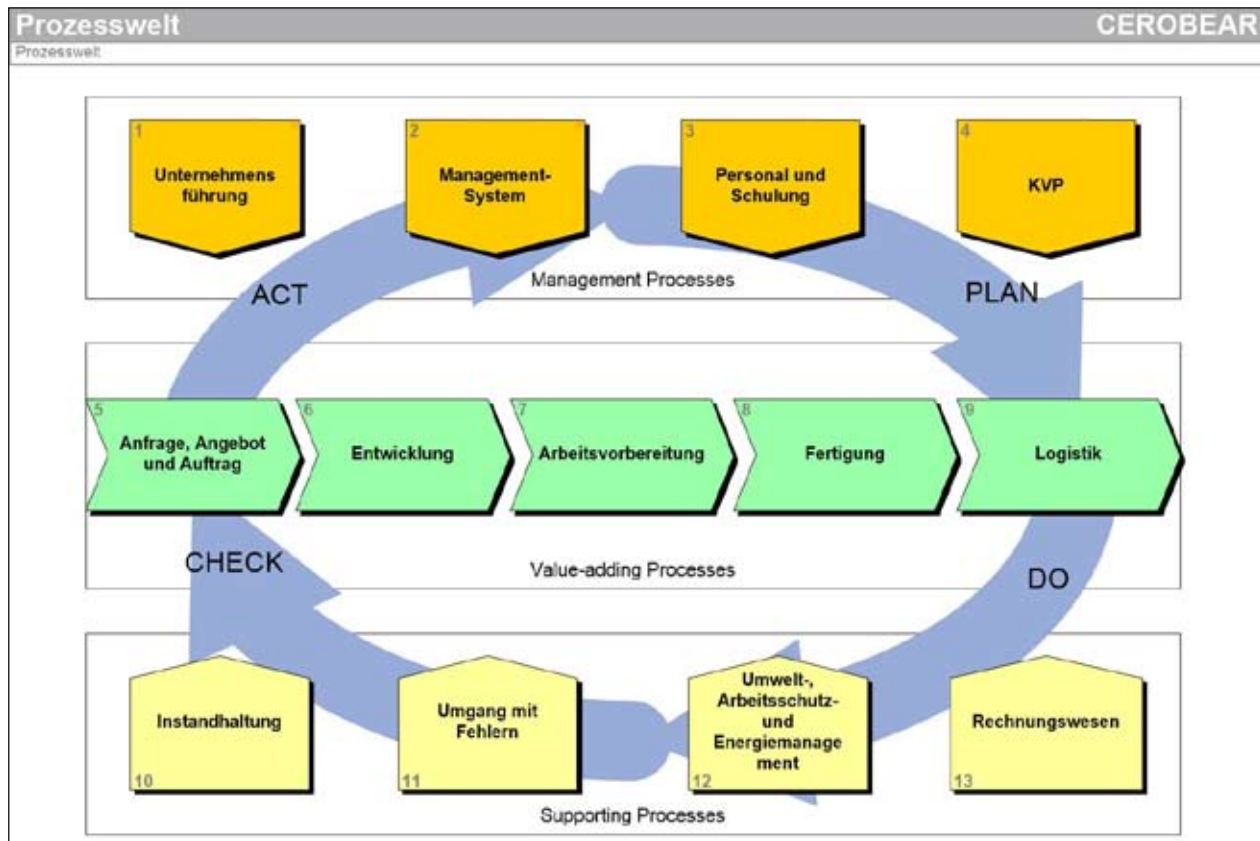 Prozesswelt
CEROBEAR
Prozesswelt
1
Unternehmens
führung
2
Management-
System
3
Personal und
Schulung
4
KVP
Management Processes
ACT
PLAN
5
Anfrage, Angebot
und Auftrag
6
Entwicklung
7
Arbeitsvorbereitung
8
Fertigung
9
Logistik
CHECK
Value-adding Processes
DO
Instandhaltung
10
Umgang mit
Fehlern
11
Umwelt-,
Arbeitsschutz-
und
Energiemanage
ment
12
Rechnungswesen
13
Supporting Processes